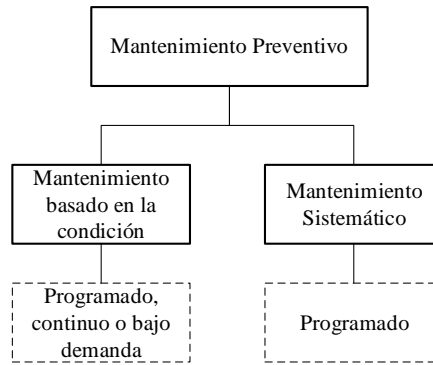 Mantenimiento Preventivo
Mantenimiento
basado en la
condición
Mantenimiento
Sistemático
Programado,
continuo o bajo
demanda
Programado